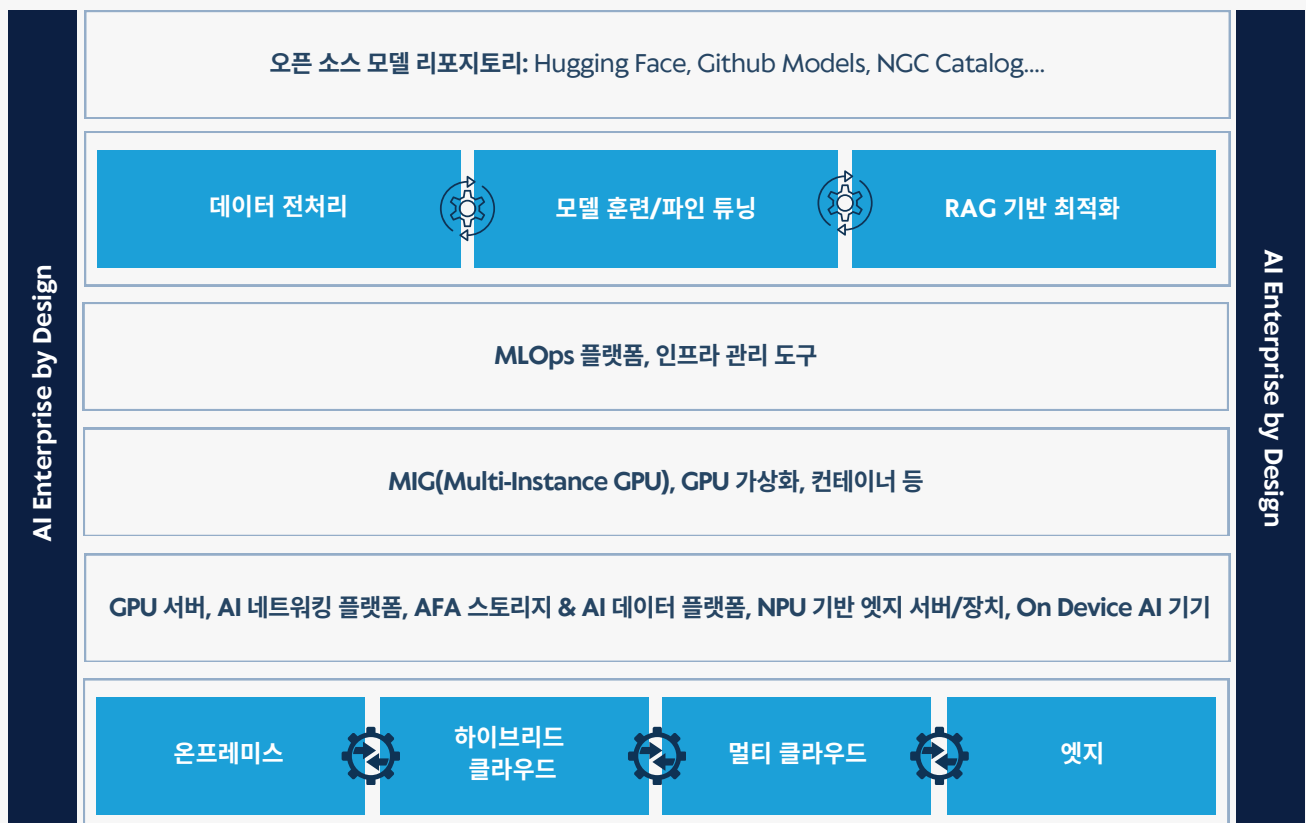 AI Enterprise by Design
오픈 소스 모델 리포지토리: Hugging Face, Github Models, NGC Catalog....
데이터 전처리
모델 훈련/파인 튜닝
RAG 기반 최적화
MLOps 플랫폼, 인프라 관리 도구
MIG(Multi-Instance GPU), GPU 가상화, 컨테이너 등
GPU 서버, AI 네트워킹 플랫폼, AFA 스토리지 & AI 데이터 플랫폼, NPU 기반 엣지 서버/장치, On Device AI 기기
온프레미스
하이브리드
클라우드
멀티 클라우드
엣지
AI Enterprise by Design